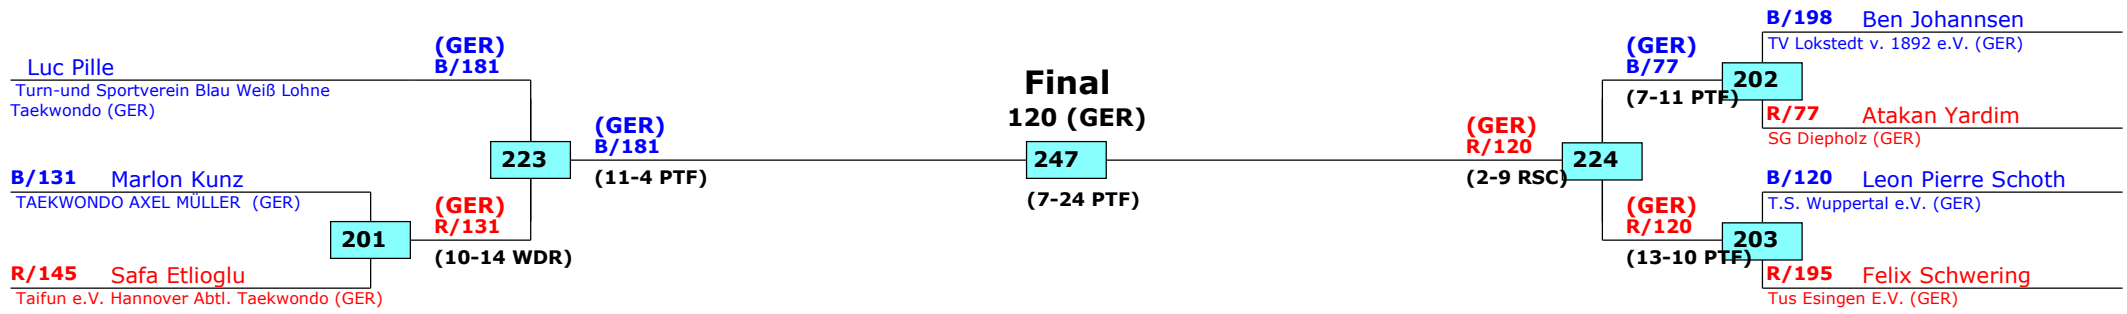 Luc Pille
Turn-und Sportverein Blau Weiß Lohne
Taekwondo (GER)
B/131 Marlon Kunz
TAEKWONDO AXEL MÜLLER (GER)
R/145 Safa Etlioglu
Taifun e.V. Hannover Abtl. Taekwondo (GER)
201
(GER)
B/181
(GER)
R/131
(10-14 WDR)
223
(GER)
B/181
(11-4 PTF)
Final
120 (GER)
247
(7-24 PTF)
(GER)
R/120
(2-9 RSC)
224
(GER)
B/77
(7-11 PTF)
(GER)
R/120
(13-10 PTF)
202
203
B/198 Ben Johannsen
TV Lokstedt v. 1892 e.V. (GER)
R/77 Atakan Yardim
SG Diepholz (GER)
B/120 Leon Pierre Schoth
T.S. Wuppertal e.V. (GER)
R/195 Felix Schwering
Tus Esingen E.V. (GER)